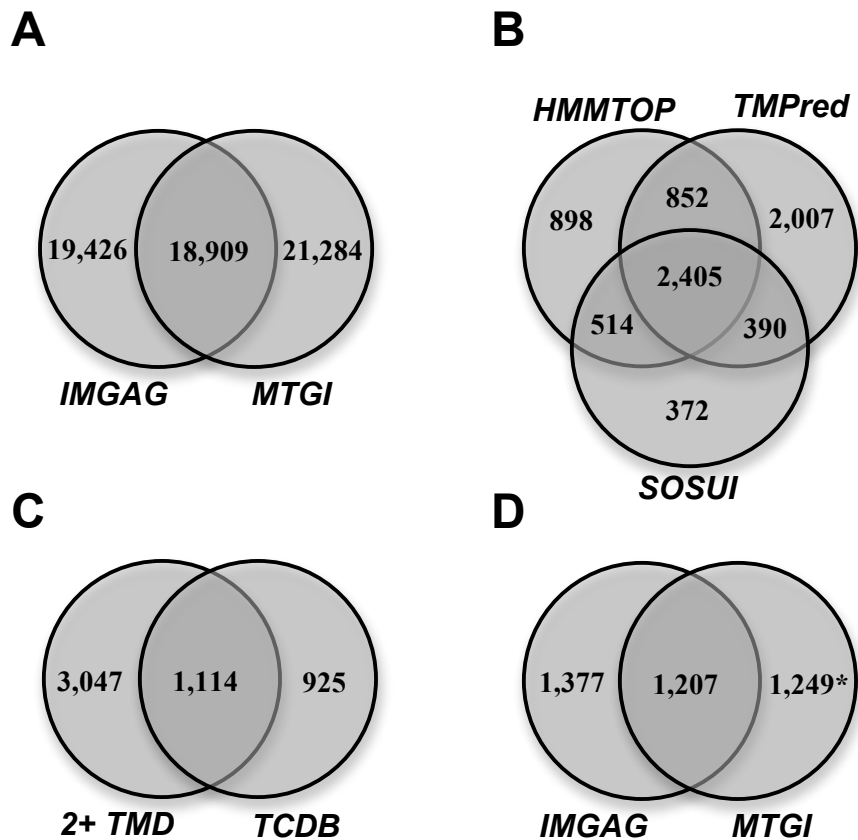 A
IMGAG
MTGI
19,426
18,909
21,284
B
HMMTOP
TMPred
898
852
2,007
2,405
514
390
372
SOSUI
C
3,047
1,114
925
2+ TMD
TCDB
D
1,377
1,207
1,249*
IMGAG
MTGI